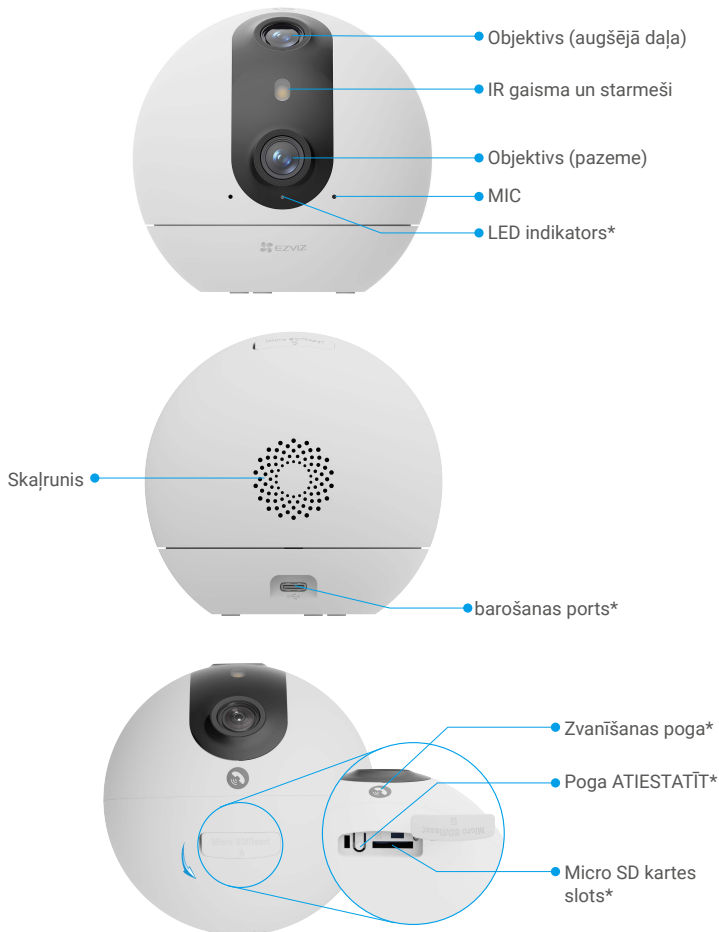 Objektivs (augšējā daļa)
IR gaisma un starmeši
Objektivs (pazeme)
MIC
LED indikators*
EZVIZ
Skaļrunis
barošanas ports*
Zvanīšanas poga*
Poga ATIESTATĪT*
Micro SD kartes
slots*